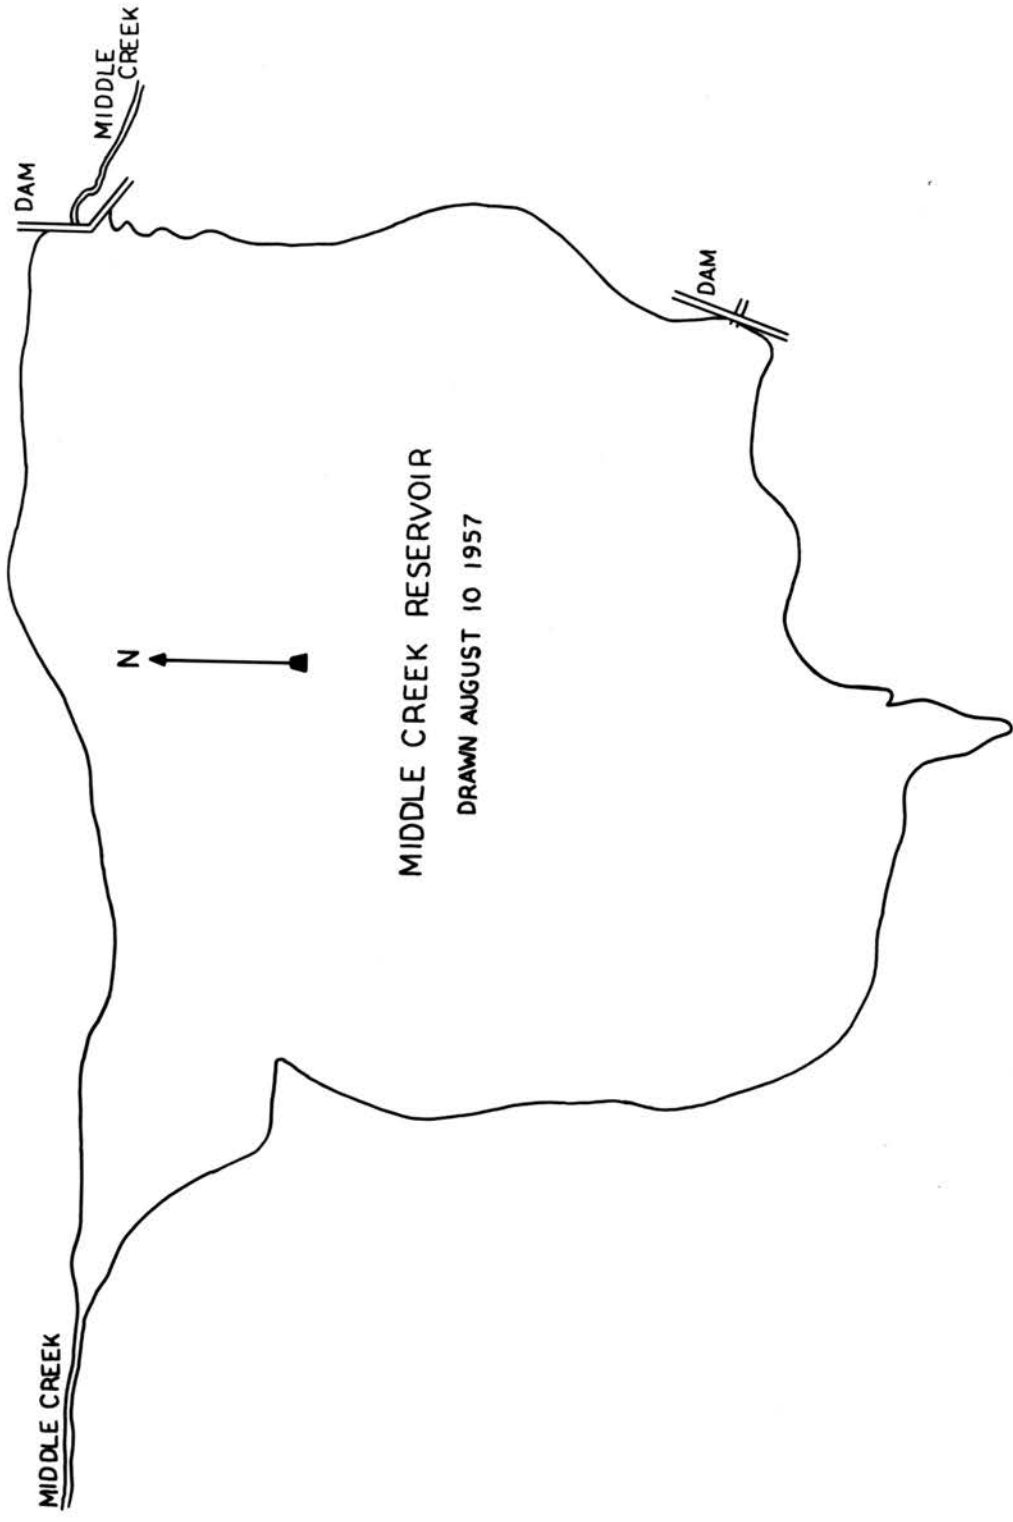 MIDDLE CREEK
N
MIDDLE CREEK RESERVOIR
DRAWN AUGUST 10 1957
DAM
DAM
MIDDLE
CREEK